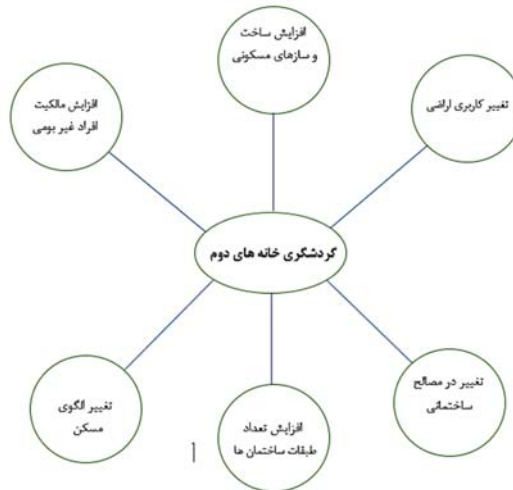 افزایش ساخت
و سازهای مسکونی
تغییر کاربری اراضی
افزایش مالکیت
افراد غیر بومی
گردشگری خانه های دوم
تغییر در مصالح
ساختمانی
تغییر الگوی
مسکن
افزایش تعداد
طبقات ساختمان ها
آ